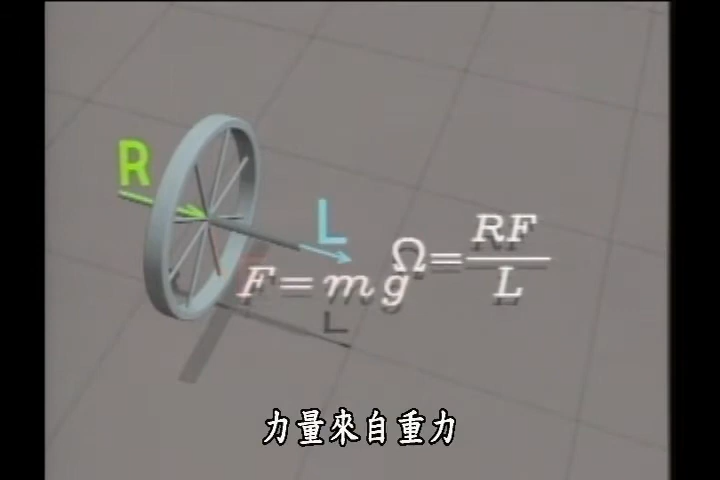 R
L
F = mg
Ω = RF/L
L
力量來自重力